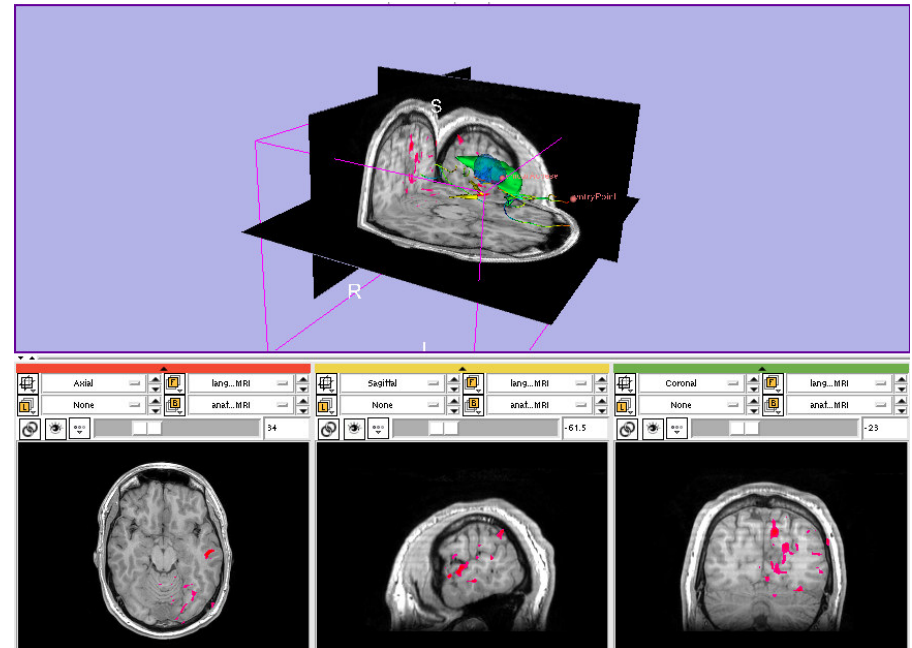 S
mtryPoint
R
Axial
lang...MRI
None
anat...MRI
34
Sagittal
lang...MRI
None
anat...MRI
-61.5
Coronal
lang...MRI
None
anat...MRI
-23